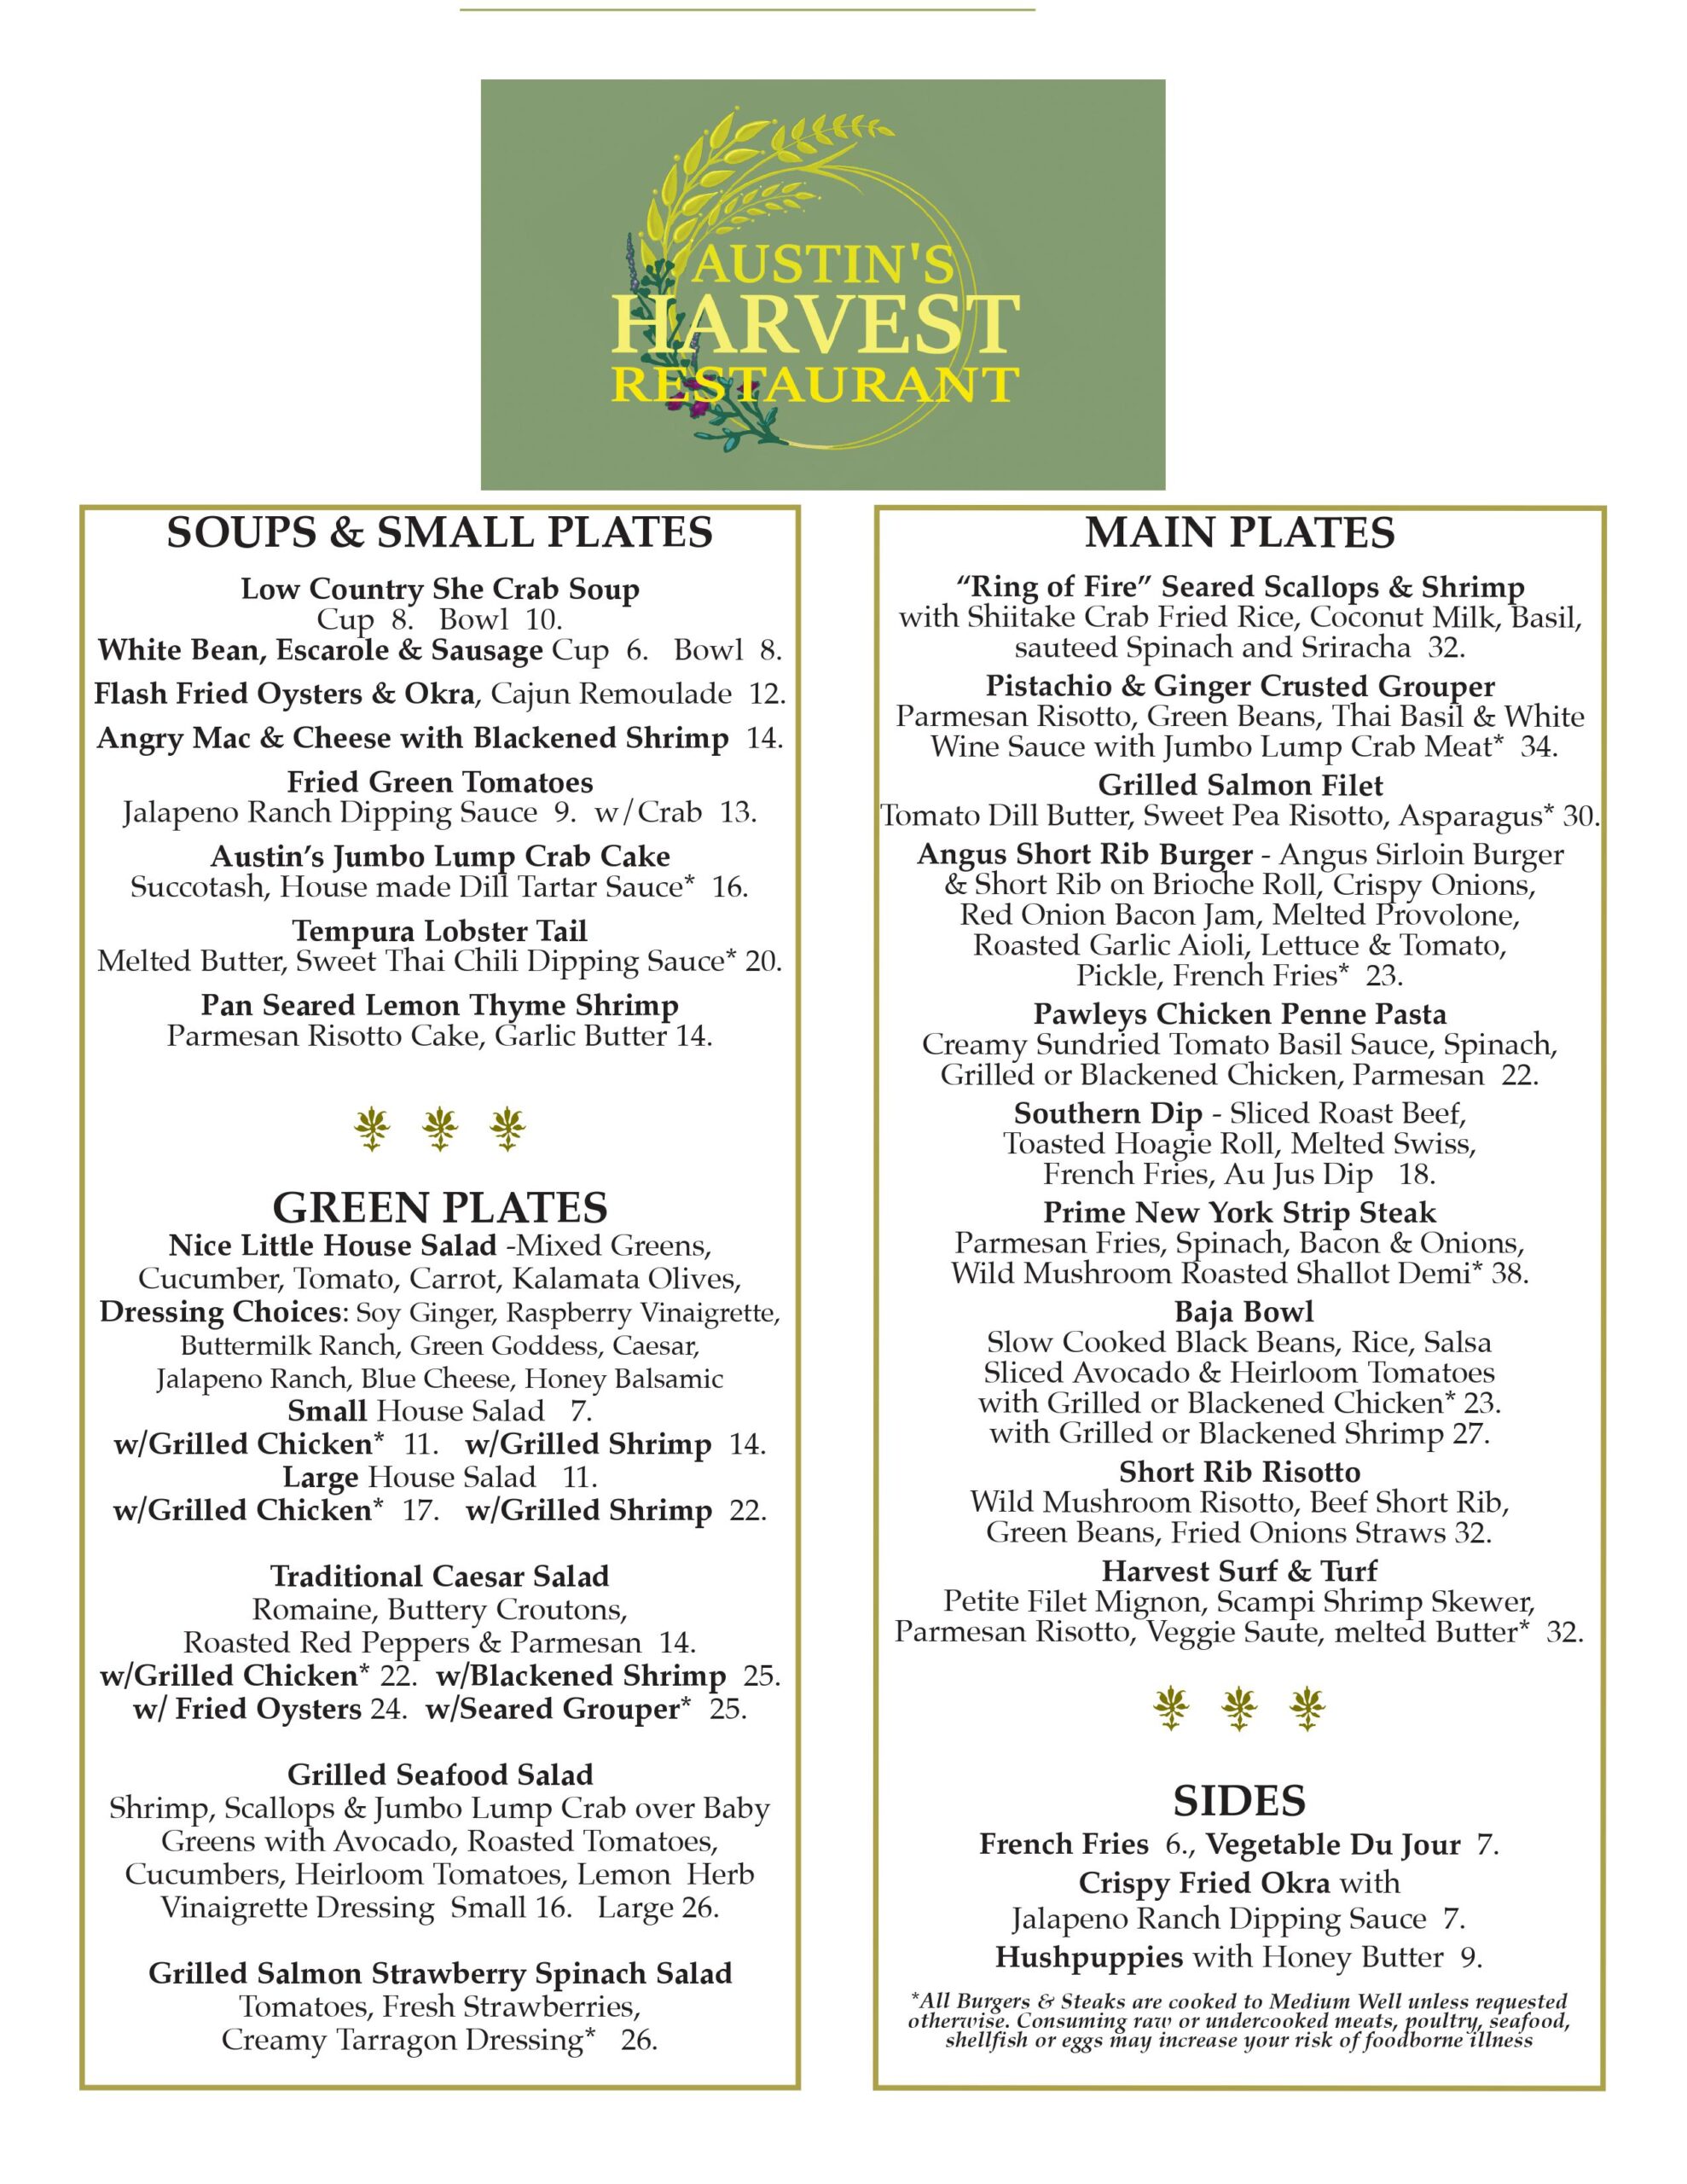 AUSTIN'S
HARVEST
RESTAURANT
SOUPS & SMALL PLATES
Low Country She Crab Soup
Cup 8. Bowl 10.
White Bean, Escarole & Sausage Cup 6. Bowl 8.
Flash Fried Oysters & Okra, Cajun Remoulade 12.
Angry Mac & Cheese with Blackened Shrimp 14.
Fried Green Tomatoes
Jalapeno Ranch Dipping Sauce 9. w/Crab 13.
Austin’s Jumbo Lump Crab Cake
Succotash, House made Dill Tartar Sauce* 16.
Tempura Lobster Tail
Melted Butter, Sweet Thai Chili Dipping Sauce* 20.
Pan Seared Lemon Thyme Shrimp
Parmesan Risotto Cake, Garlic Butter 14.
GREEN PLATES
Nice Little House Salad -Mixed Greens,
Cucumber, Tomato, Carrot, Kalamata Olives,
Dressing Choices: Soy Ginger, Raspberry Vinaigrette,
Buttermilk Ranch, Green Goddess, Caesar,
Jalapeno Ranch, Blue Cheese, Honey Balsamic
Small House Salad 7.
w/Grilled Chicken* 11. w/Grilled Shrimp 14.
Large House Salad 11.
w/Grilled Chicken* 17. w/Grilled Shrimp 22.
Traditional Caesar Salad
Romaine, Buttery Croutons,
Roasted Red Peppers & Parmesan 14.
w/Grilled Chicken* 22. w/Blackened Shrimp 25.
w/ Fried Oysters 24. w/Seared Grouper* 25.
Grilled Seafood Salad
Shrimp, Scallops & Jumbo Lump Crab over Baby
Greens with Avocado, Roasted Tomatoes,
Cucumbers, Heirloom Tomatoes, Lemon Herb
Vinaigrette Dressing Small 16. Large 26.
Grilled Salmon Strawberry Spinach Salad
Tomatoes, Fresh Strawberries,
Creamy Tarragon Dressing* 26.
MAIN PLATES
“Ring of Fire” Seared Scallops & Shrimp
with Shiitake Crab Fried Rice, Coconut Milk, Basil,
sauteed Spinach and Sriracha 32.
Pistachio & Ginger Crusted Grouper
Parmesan Risotto, Green Beans, Thai Basil & White
Wine Sauce with Jumbo Lump Crab Meat* 34.
Grilled Salmon Filet
Tomato Dill Butter, Sweet Pea Risotto, Asparagus* 30.
Angus Short Rib Burger - Angus Sirloin Burger
& Short Rib on Brioche Roll, Crispy Onions,
Red Onion Bacon Jam, Melted Provolone,
Roasted Garlic Aioli, Lettuce & Tomato,
Pickle, French Fries* 23.
Pawleys Chicken Penne Pasta
Creamy Sundried Tomato Basil Sauce, Spinach,
Grilled or Blackened Chicken, Parmesan 22.
Southern Dip - Sliced Roast Beef,
Toasted Hoagie Roll, Melted Swiss,
French Fries, Au Jus Dip 18.
Prime New York Strip Steak
Parmesan Fries, Spinach, Bacon & Onions,
Wild Mushroom Roasted Shallot Demi* 38.
Baja Bowl
Slow Cooked Black Beans, Rice, Salsa
Sliced Avocado & Heirloom Tomatoes
with Grilled or Blackened Chicken* 23.
with Grilled or Blackened Shrimp 27.
Short Rib Risotto
Wild Mushroom Risotto, Beef Short Rib,
Green Beans, Fried Onions Straws 32.
Harvest Surf & Turf
Petite Filet Mignon, Scampi Shrimp Skewer,
Parmesan Risotto, Veggie Saute, melted Butter* 32.
SIDES
French Fries 6., Vegetable Du Jour 7.
Crispy Fried Okra with
Jalapeno Ranch Dipping Sauce 7.
Hushpuppies with Honey Butter 9.
*All Burgers & Steaks are cooked to Medium Well unless requested
otherwise. Consuming raw or undercooked meats, poultry, seafood,
shellfish or eggs may increase your risk of foodborne illness